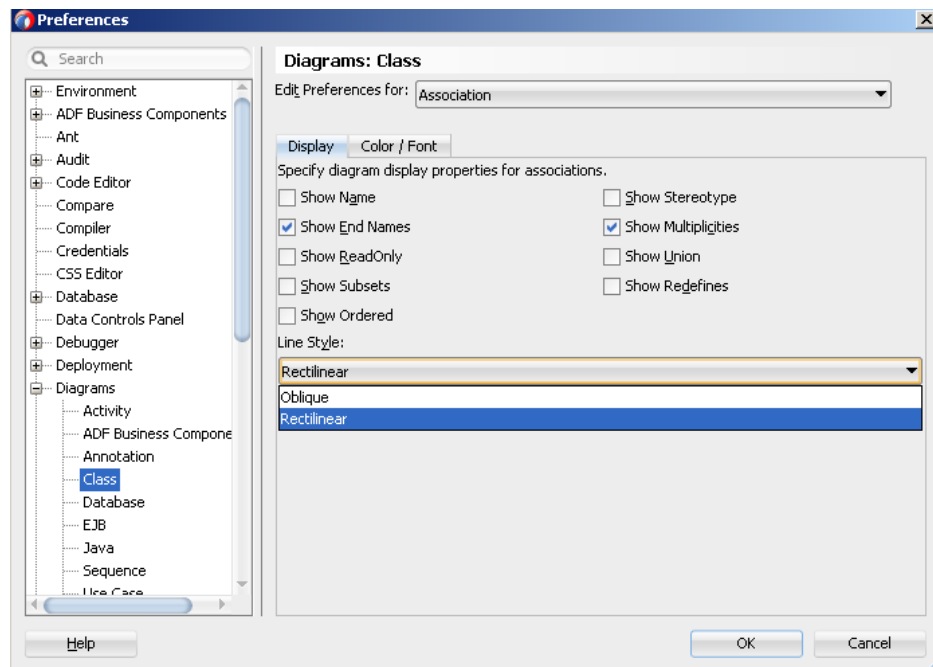 Preferences
Search
Environment
ADF Business Components
Ant
Audit
Code Editor
Compare
Compiler
Credentials
CSS Editor
Database
Data Controls Panel
Debugger
Deployment
Diagrams
Activity
ADF Business Compone
Annotation
Class
Database
EJB
Java
Sequence
Use Case
Diagrams: Class
Edit Preferences for: Association
Display Color / Font
Specify diagram display properties for associations.
Show Name Show Stereotype
Show End Names Show Multiplicities
Show ReadOnly Show Union
Show Subsets Show Redefines
Show Ordered
Line Style:
Rectilinear
Oblique
Rectilinear
Help OK Cancel